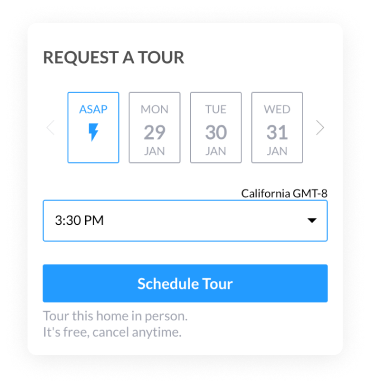 REQUEST A TOUR
ASAP
MON
29
JAN
TUE
30
JAN
WED
31
JAN
California GMT-8
3:30 PM
Schedule Tour
Tour this home in person.
It's free, cancel anytime.